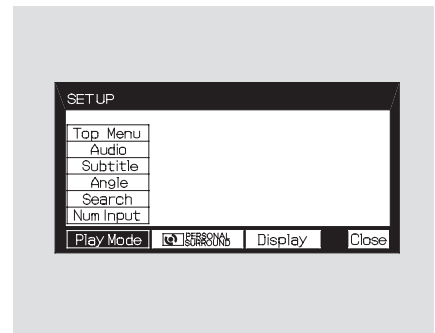 SETUP
Top Menu
Audio
Subtitle
Angle
Search
Num Input
Play Mode PERSONAL SURROUND Display Close